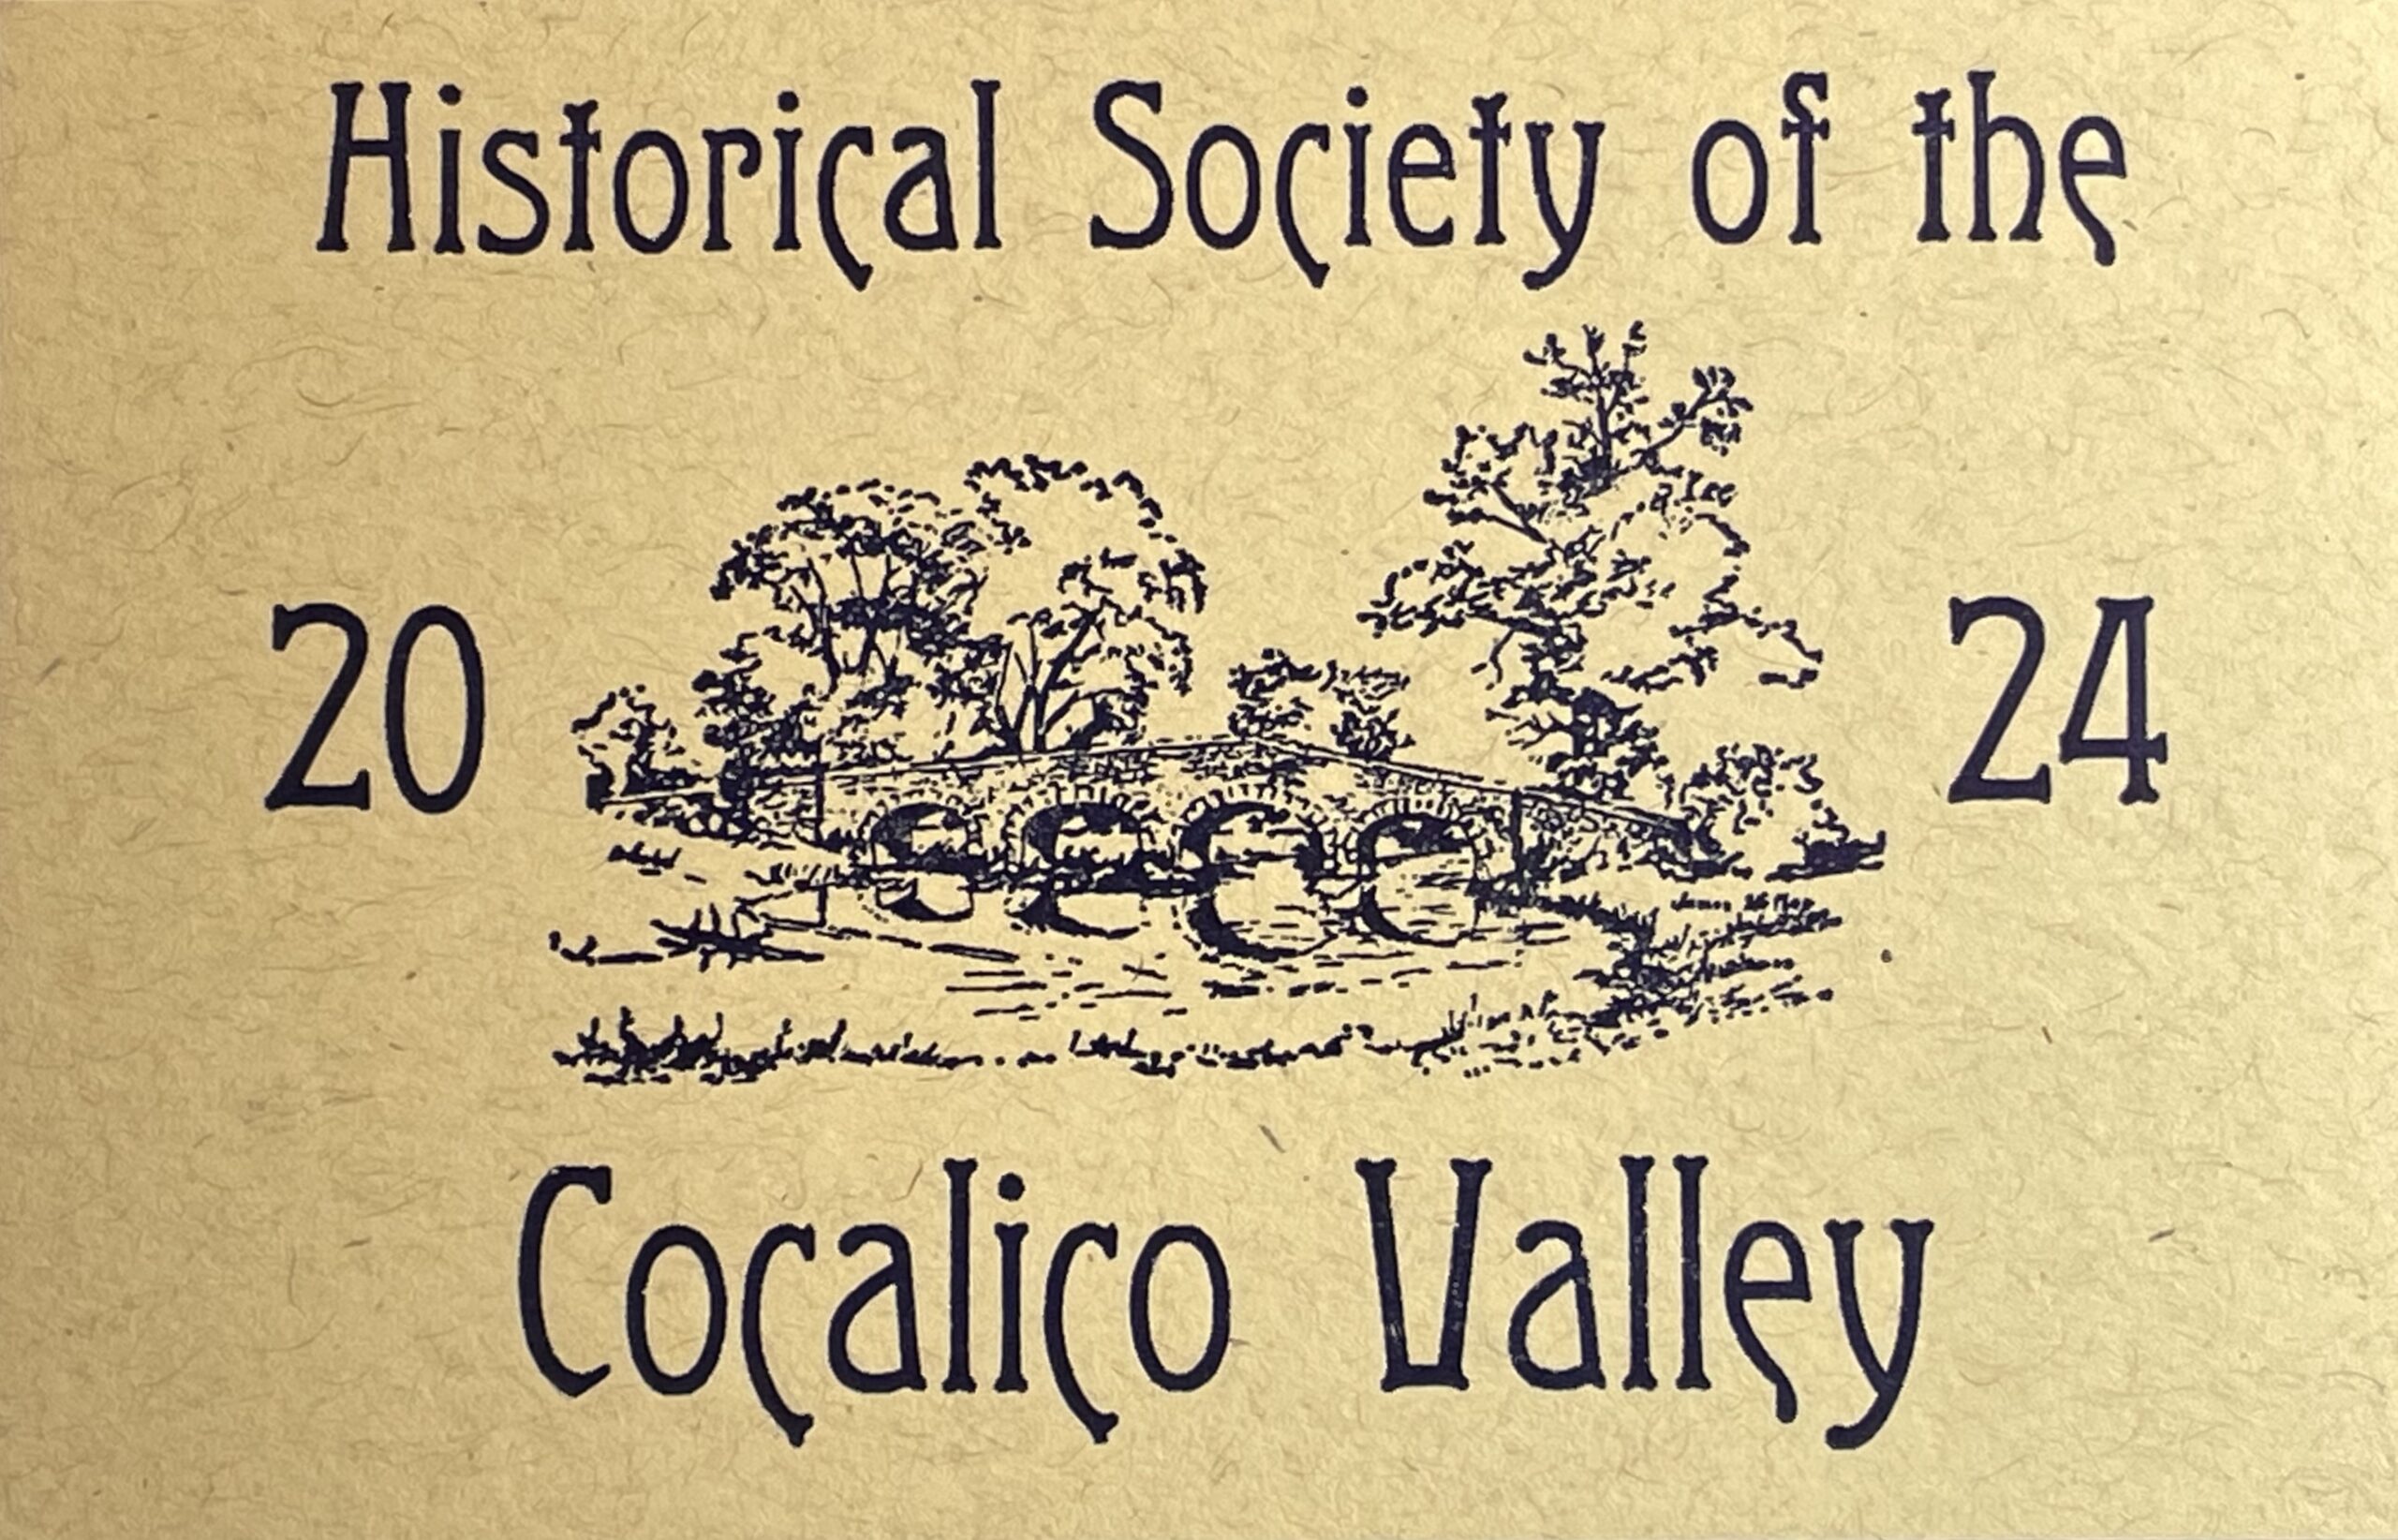 Historical Society of the
20 24
Cocalico Valley